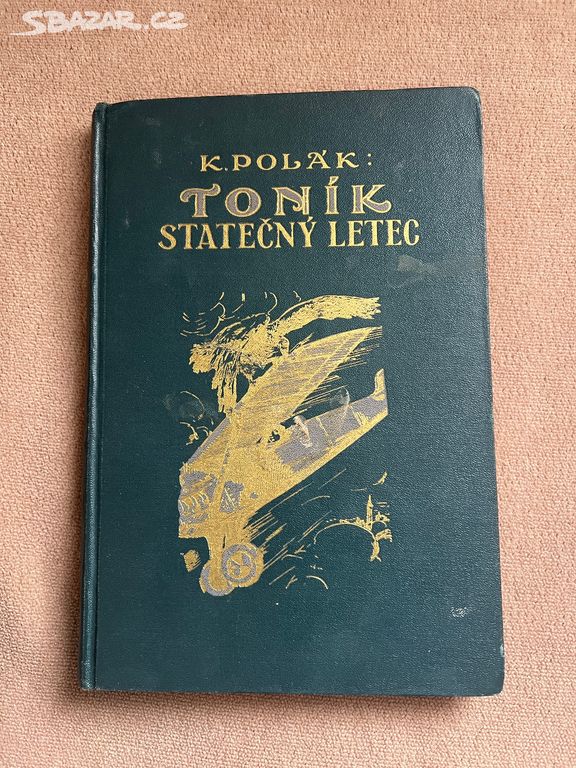 SBAZAR.CZ
K. POLÁK:
TONÍK
STATEČNÝ LETEC